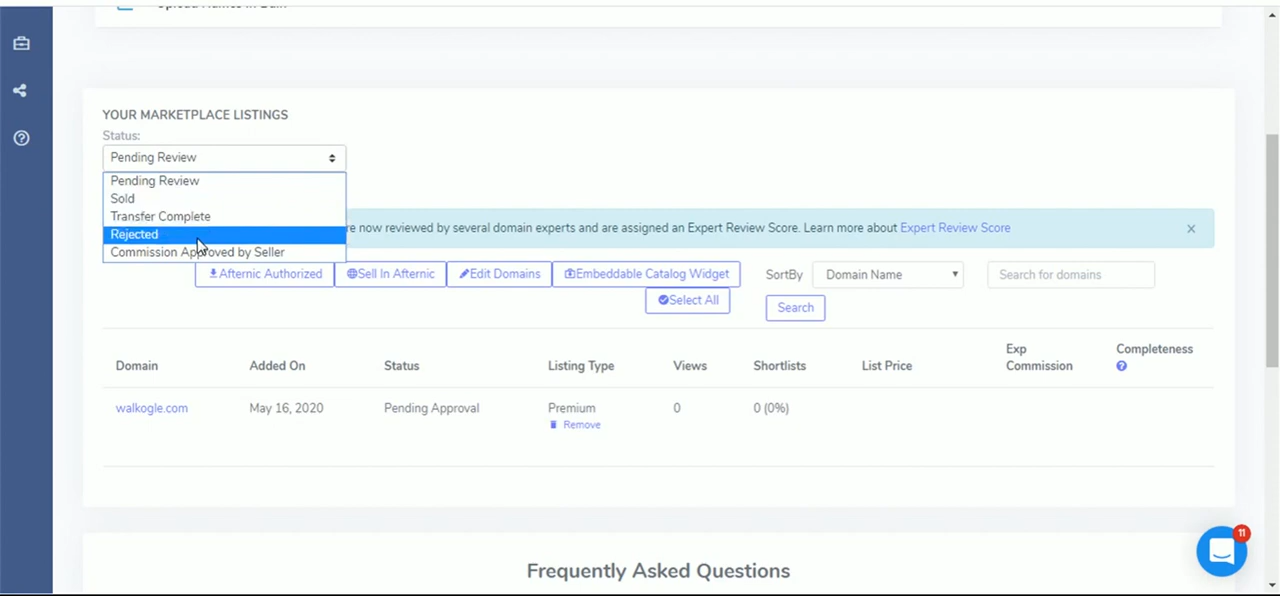 YOUR MARKETPLACE LISTINGS
Status:
Pending Review
Pending Review
Sold
Transfer Complete
Rejected
Commission Approved by Seller
re now reviewed by several domain experts and are assigned an Expert Review Score. Learn more about Expert Review Score ×
Afternic Authorized Sell In Afternic Edit Domains Embeddable Catalog Widget SortBy Domain Name Search for domains
Select All Search
Domain Added On Status Listing Type Views Shortlists List Price Exp Commission Completeness
walkogle.com May 16, 2020 Pending Approval Premium 0 0 (0%)
Remove
11
Frequently Asked Questions